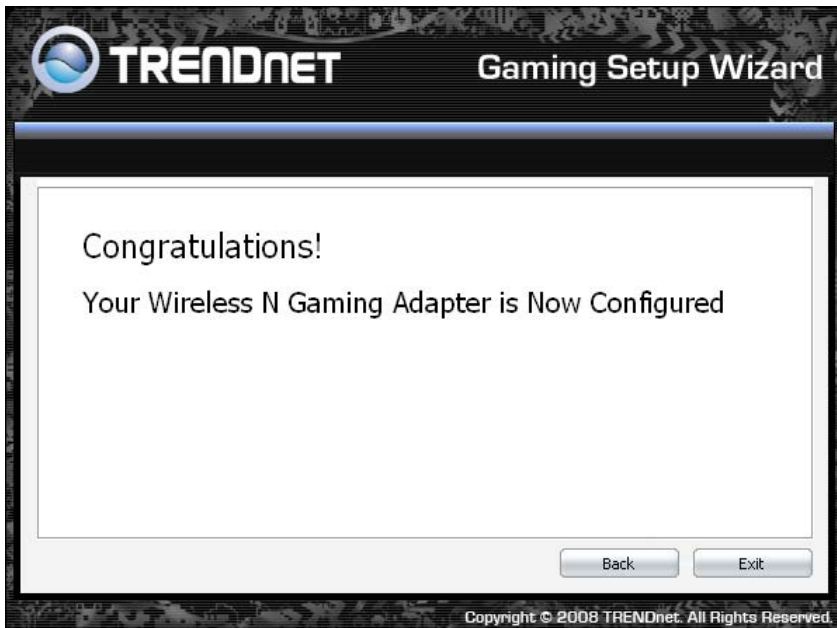 TRENDnet
Gaming Setup Wizard
Congratulations!
Your Wireless N Gaming Adapter is Now Configured
Back
Exit
Copyright © 2008 TRENDnet. All Rights Reserved.